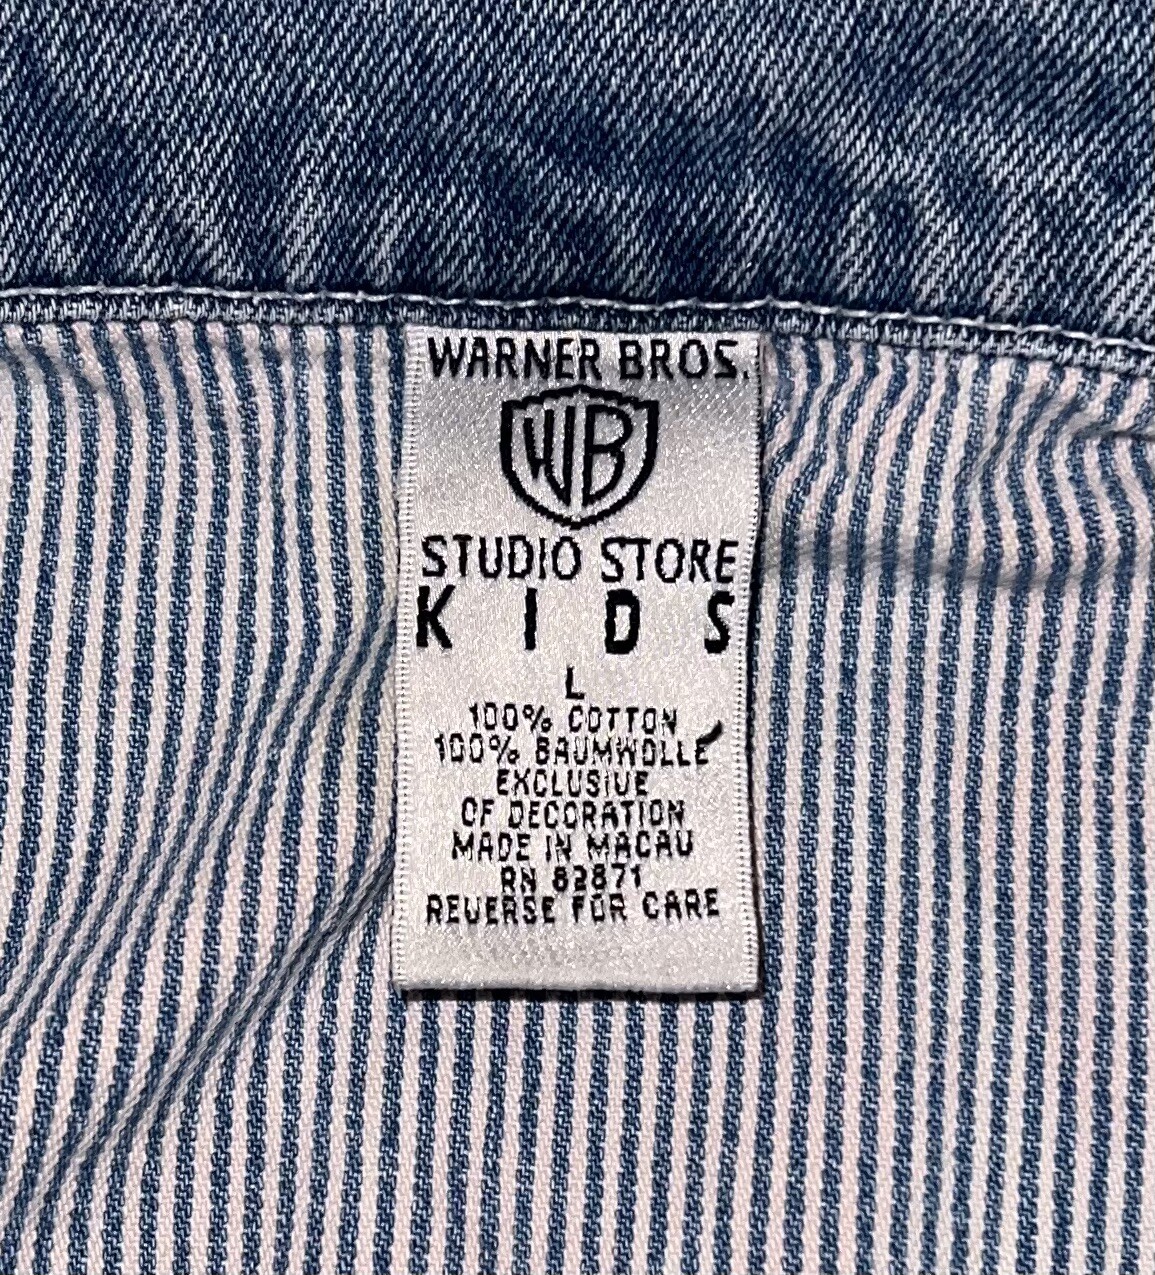 WARNER BROS.
WB
STUDIO STORE
KIDS
L
100% COTTON
100% BAUMWOLLE
EXCLUSIVE
OF DECORATION
MADE IN MACAU
RN 82871
REVERSE FOR CARE